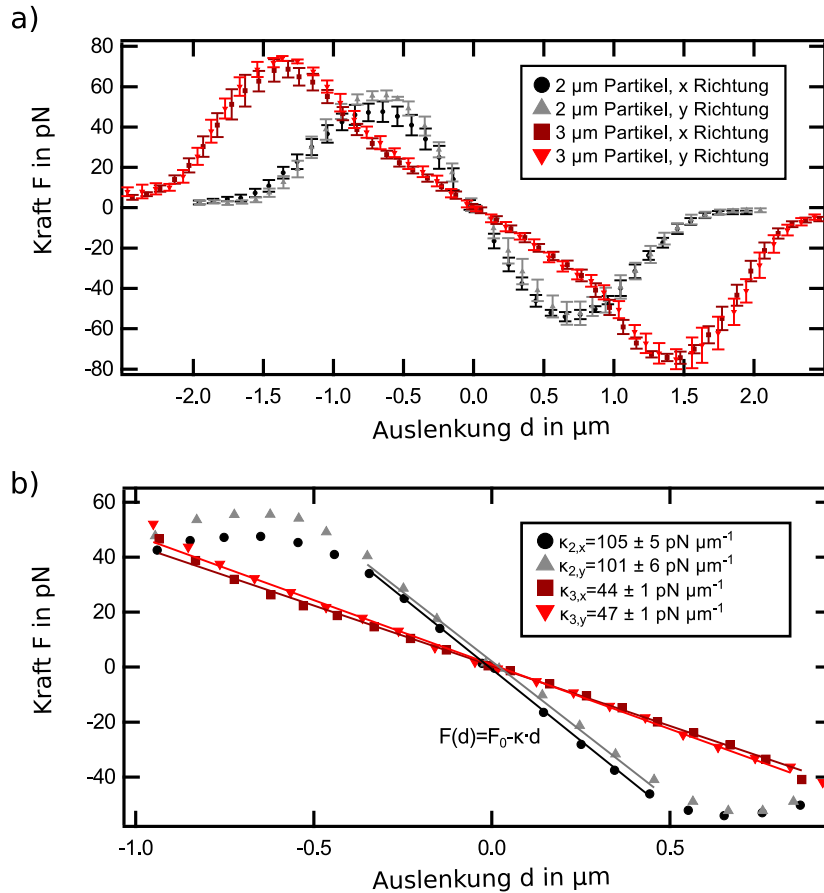 a)
80
60
40
20
0
-20
-40
-60
-80
Kraft F in pN
2 µm Partikel, x Richtung
2 µm Partikel, y Richtung
3 µm Partikel, x Richtung
3 µm Partikel, y Richtung
-2.0 -1.5 -1.0 -0.5 0.0 0.5 1.0 1.5 2.0
Auslenkung d in µm
b)
60
40
20
0
-20
-40
Kraft F in pN
κ2,x=105 ± 5 pN µm⁻¹
κ2,y=101 ± 6 pN µm⁻¹
κ3,x=44 ± 1 pN µm⁻¹
κ3,y=47 ± 1 pN µm⁻¹
F(d)=F₀-κ·d
-1.0 -0.5 0.0 0.5
Auslenkung d in µm